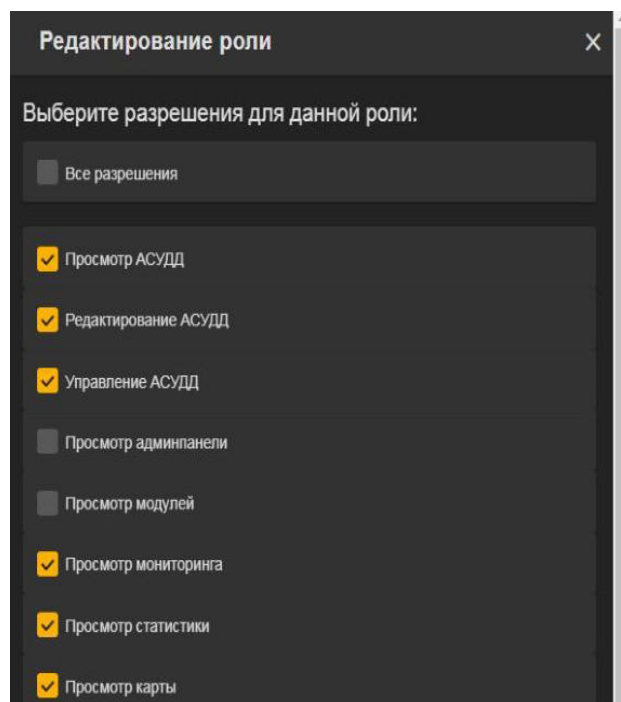 Редактирование роли
Выберите разрешения для данной роли:
Все разрешения
Просмотр АСУДД
Редактирование АСУДД
Управление АСУДД
Просмотр админпанели
Просмотр модулей
Просмотр мониторинга
Просмотр статистики
Просмотр карты